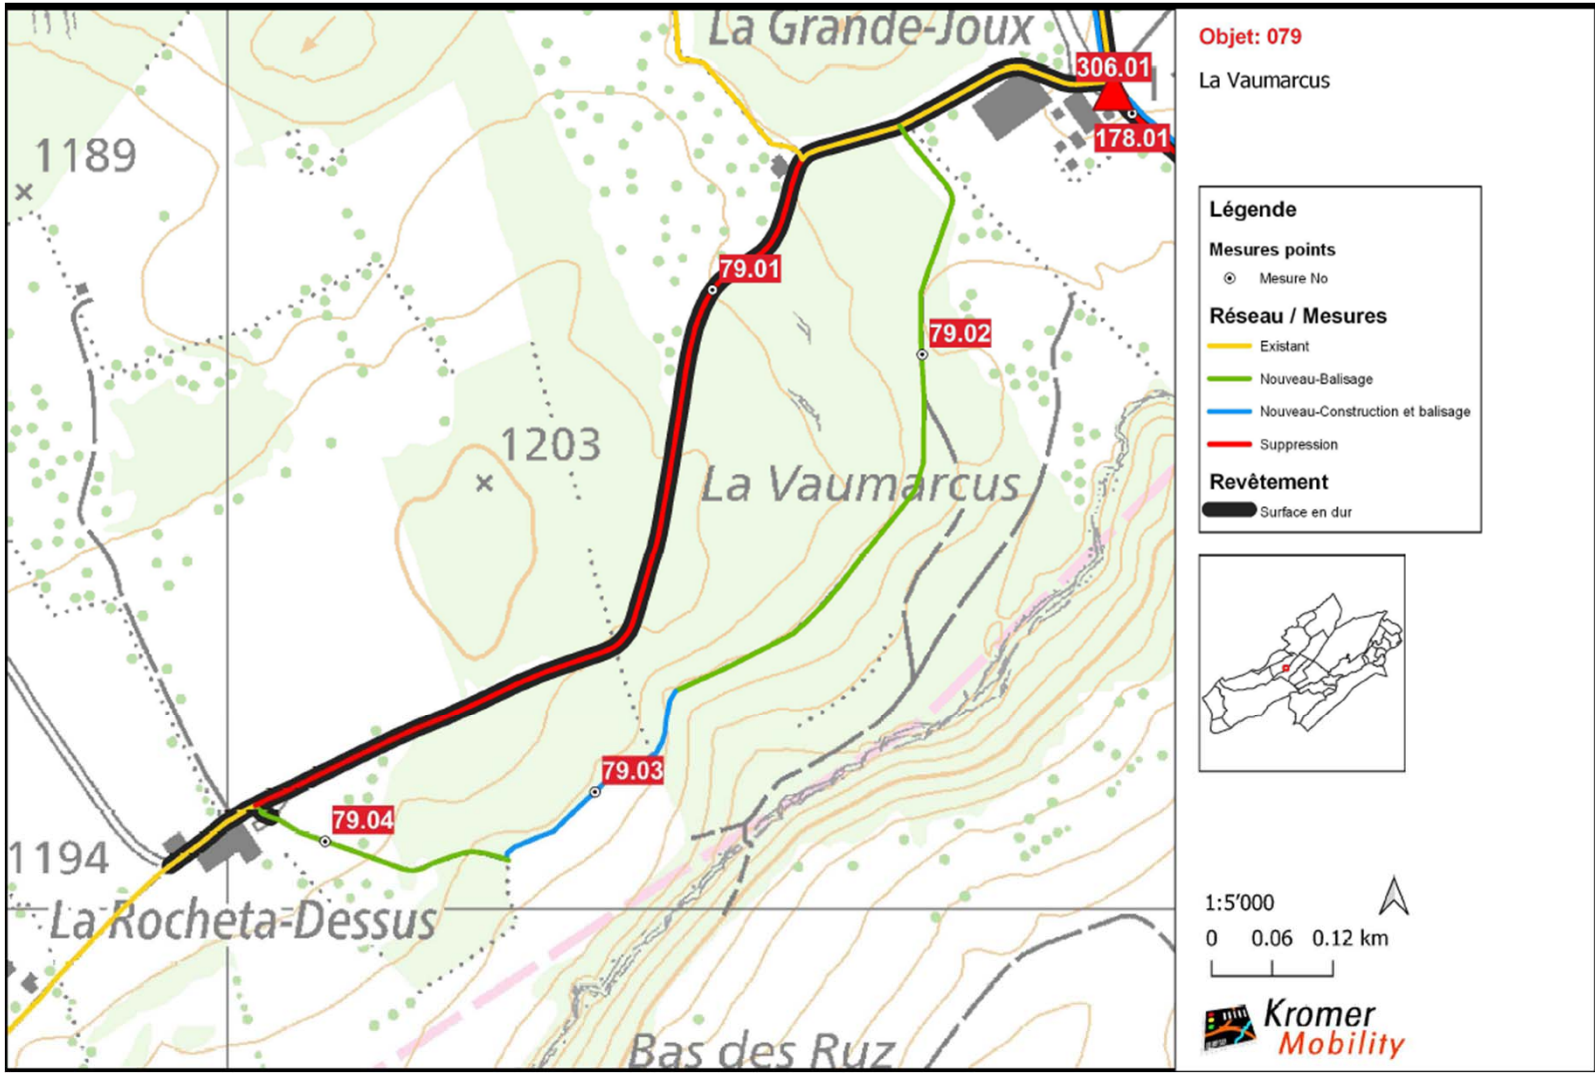 La Grande-Joux
306.01
178.01
1189
79.01
79.02
1203
La Vaumarcus
79.03
79.04
1194
La Rocheta-Dessus
Bas des Ruz
Objet: 079
La Vaumarcus
Légende
Mesures points
Mesure No
Réseau / Mesures
Existant
Nouveau-Balisage
Nouveau-Construction et balisage
Suppression
Revêtement
Surface en dur
1:5'000
0 0.06 0.12 km
Kromer
Mobility